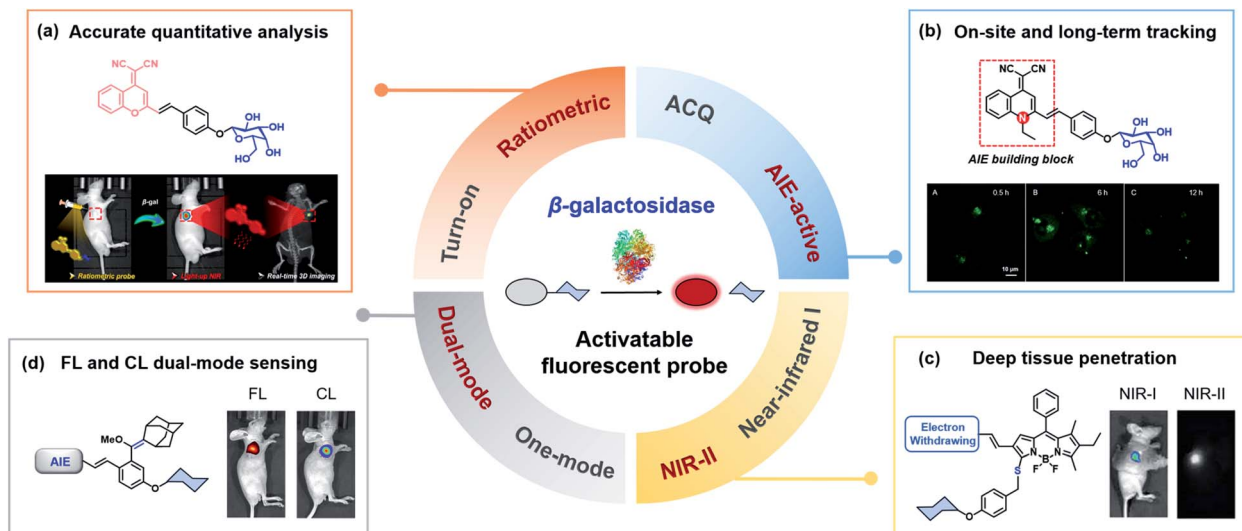 (a) Accurate quantitative analysis
CN CN
O
O
OH
OH
O
OH
HO
β-gal
Ratiometric probe
Light-up NIR
Real-time 3D imaging
(b) On-site and long-term tracking
CN CN
N
AIE building block
O
OH
OH
O
OH
HO
A 0.5 h
B 6 h
C 12 h
10 μm
Turn-on
Ratiometric
ACQ
AIE-active
Near-infrared I
NIR-II
One-mode
Dual-mode
β-galactosidase
Activatable
fluorescent probe
(d) FL and CL dual-mode sensing
FL CL
MeO
AIE
O
(c) Deep tissue penetration
NIR-I NIR-II
Electron
Withdrawing
N N
B
F F
S
O